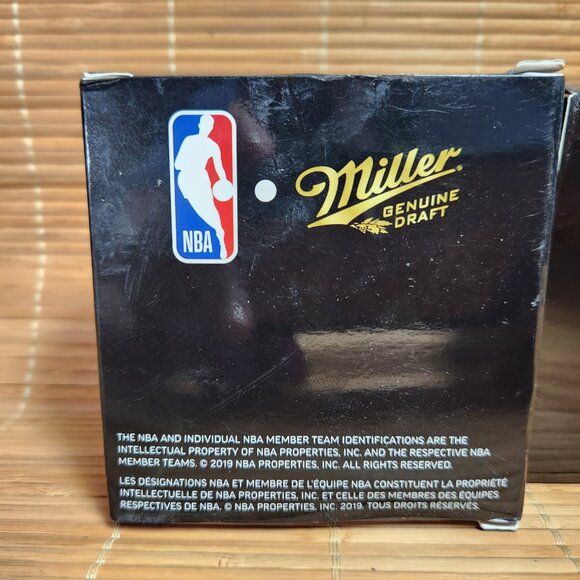 NBA
Miller
GENUINE
DRAFT
THE NBA AND INDIVIDUAL NBA MEMBER TEAM IDENTIFICATIONS ARE THE
INTELLECTUAL PROPERTY OF NBA PROPERTIES, INC. AND THE RESPECTIVE NBA
MEMBER TEAMS. © 2019 NBA PROPERTIES, INC. ALL RIGHTS RESERVED.
LES DÉSIGNATIONS NBA ET MEMBRE DE L'ÉQUIPE NBA CONSTITUENT LA PROPRIÉTÉ
INTELLECTUELLE DE NBA PROPERTIES, INC. ET CELLE DES MEMBRES DES ÉQUIPES
RESPECTIVES DE NBA. © NBA PROPERTIES, INC. 2019. TOUS DROITS RÉSERVÉS.